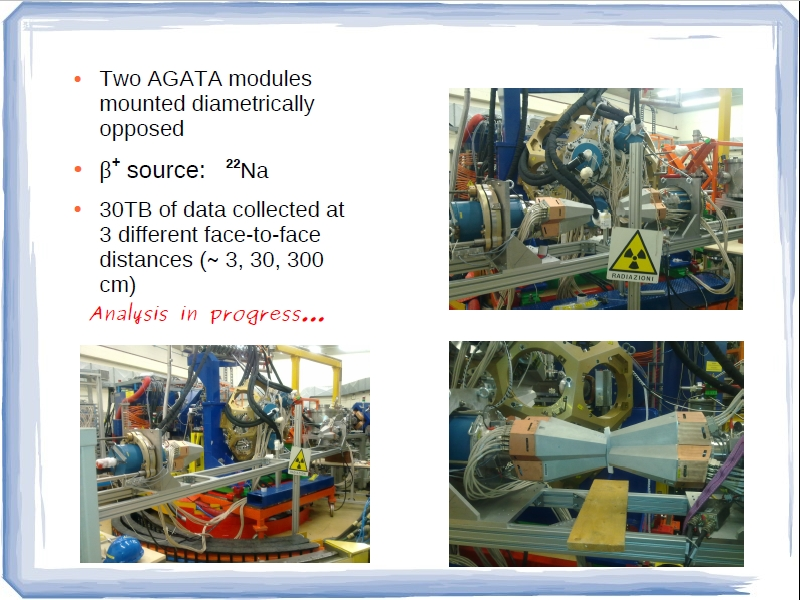 • Two AGATA modules
mounted diametrically
opposed
• β⁺ source: ²²Na
• 30TB of data collected at
3 different face-to-face
distances (~ 3, 30, 300
cm)
Analysis in progress...
RADIAZIONI